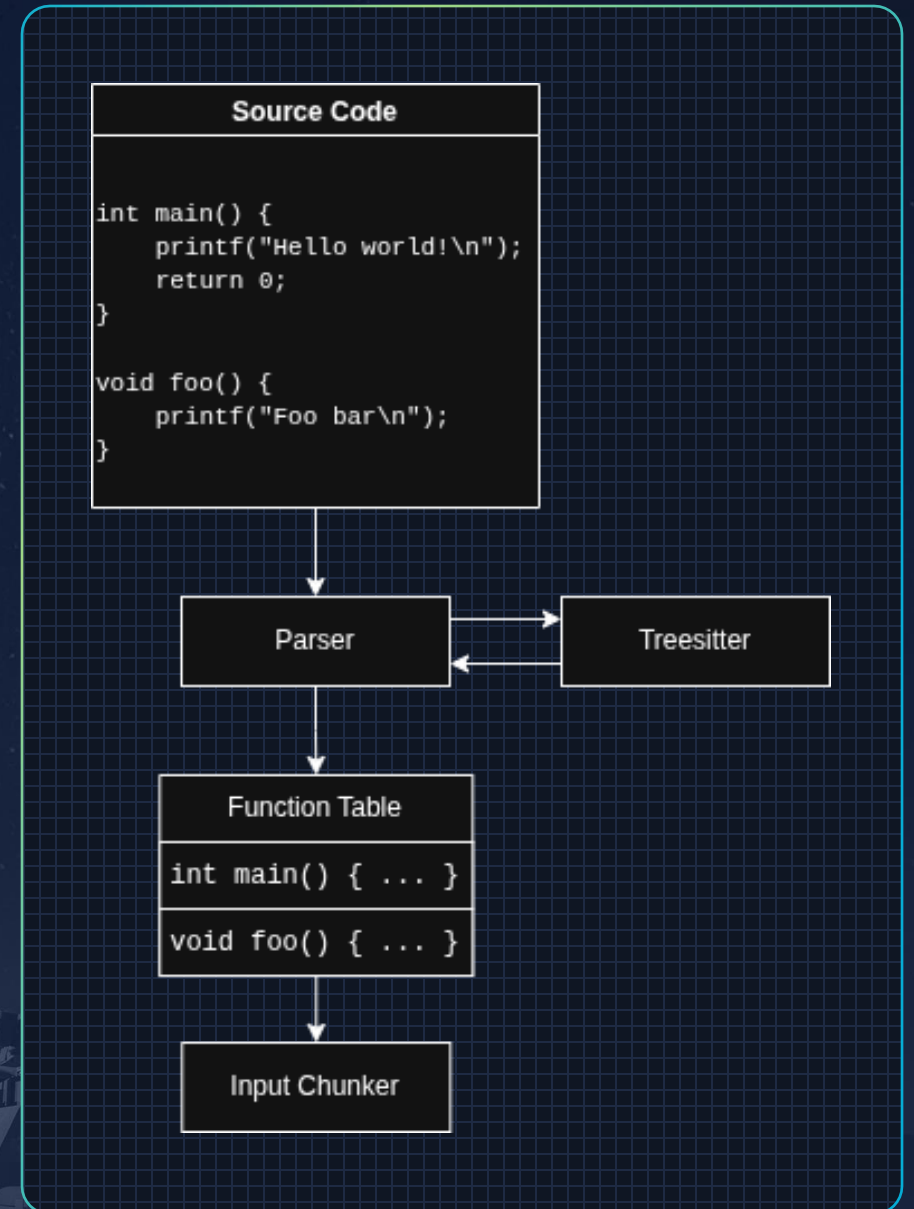 Source Code
int main() {
    printf("Hello world!\n");
    return 0;
}
void foo() {
    printf("Foo bar\n");
}
Parser
Treesitter
Function Table
int main() { ... }
void foo() { ... }
Input Chunker